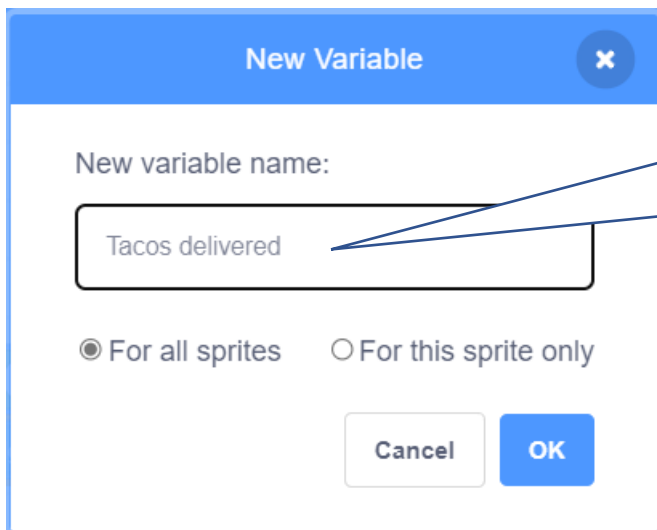 New Variable
New variable name:
Tacos delivered
For all sprites For this sprite only
Cancel OK